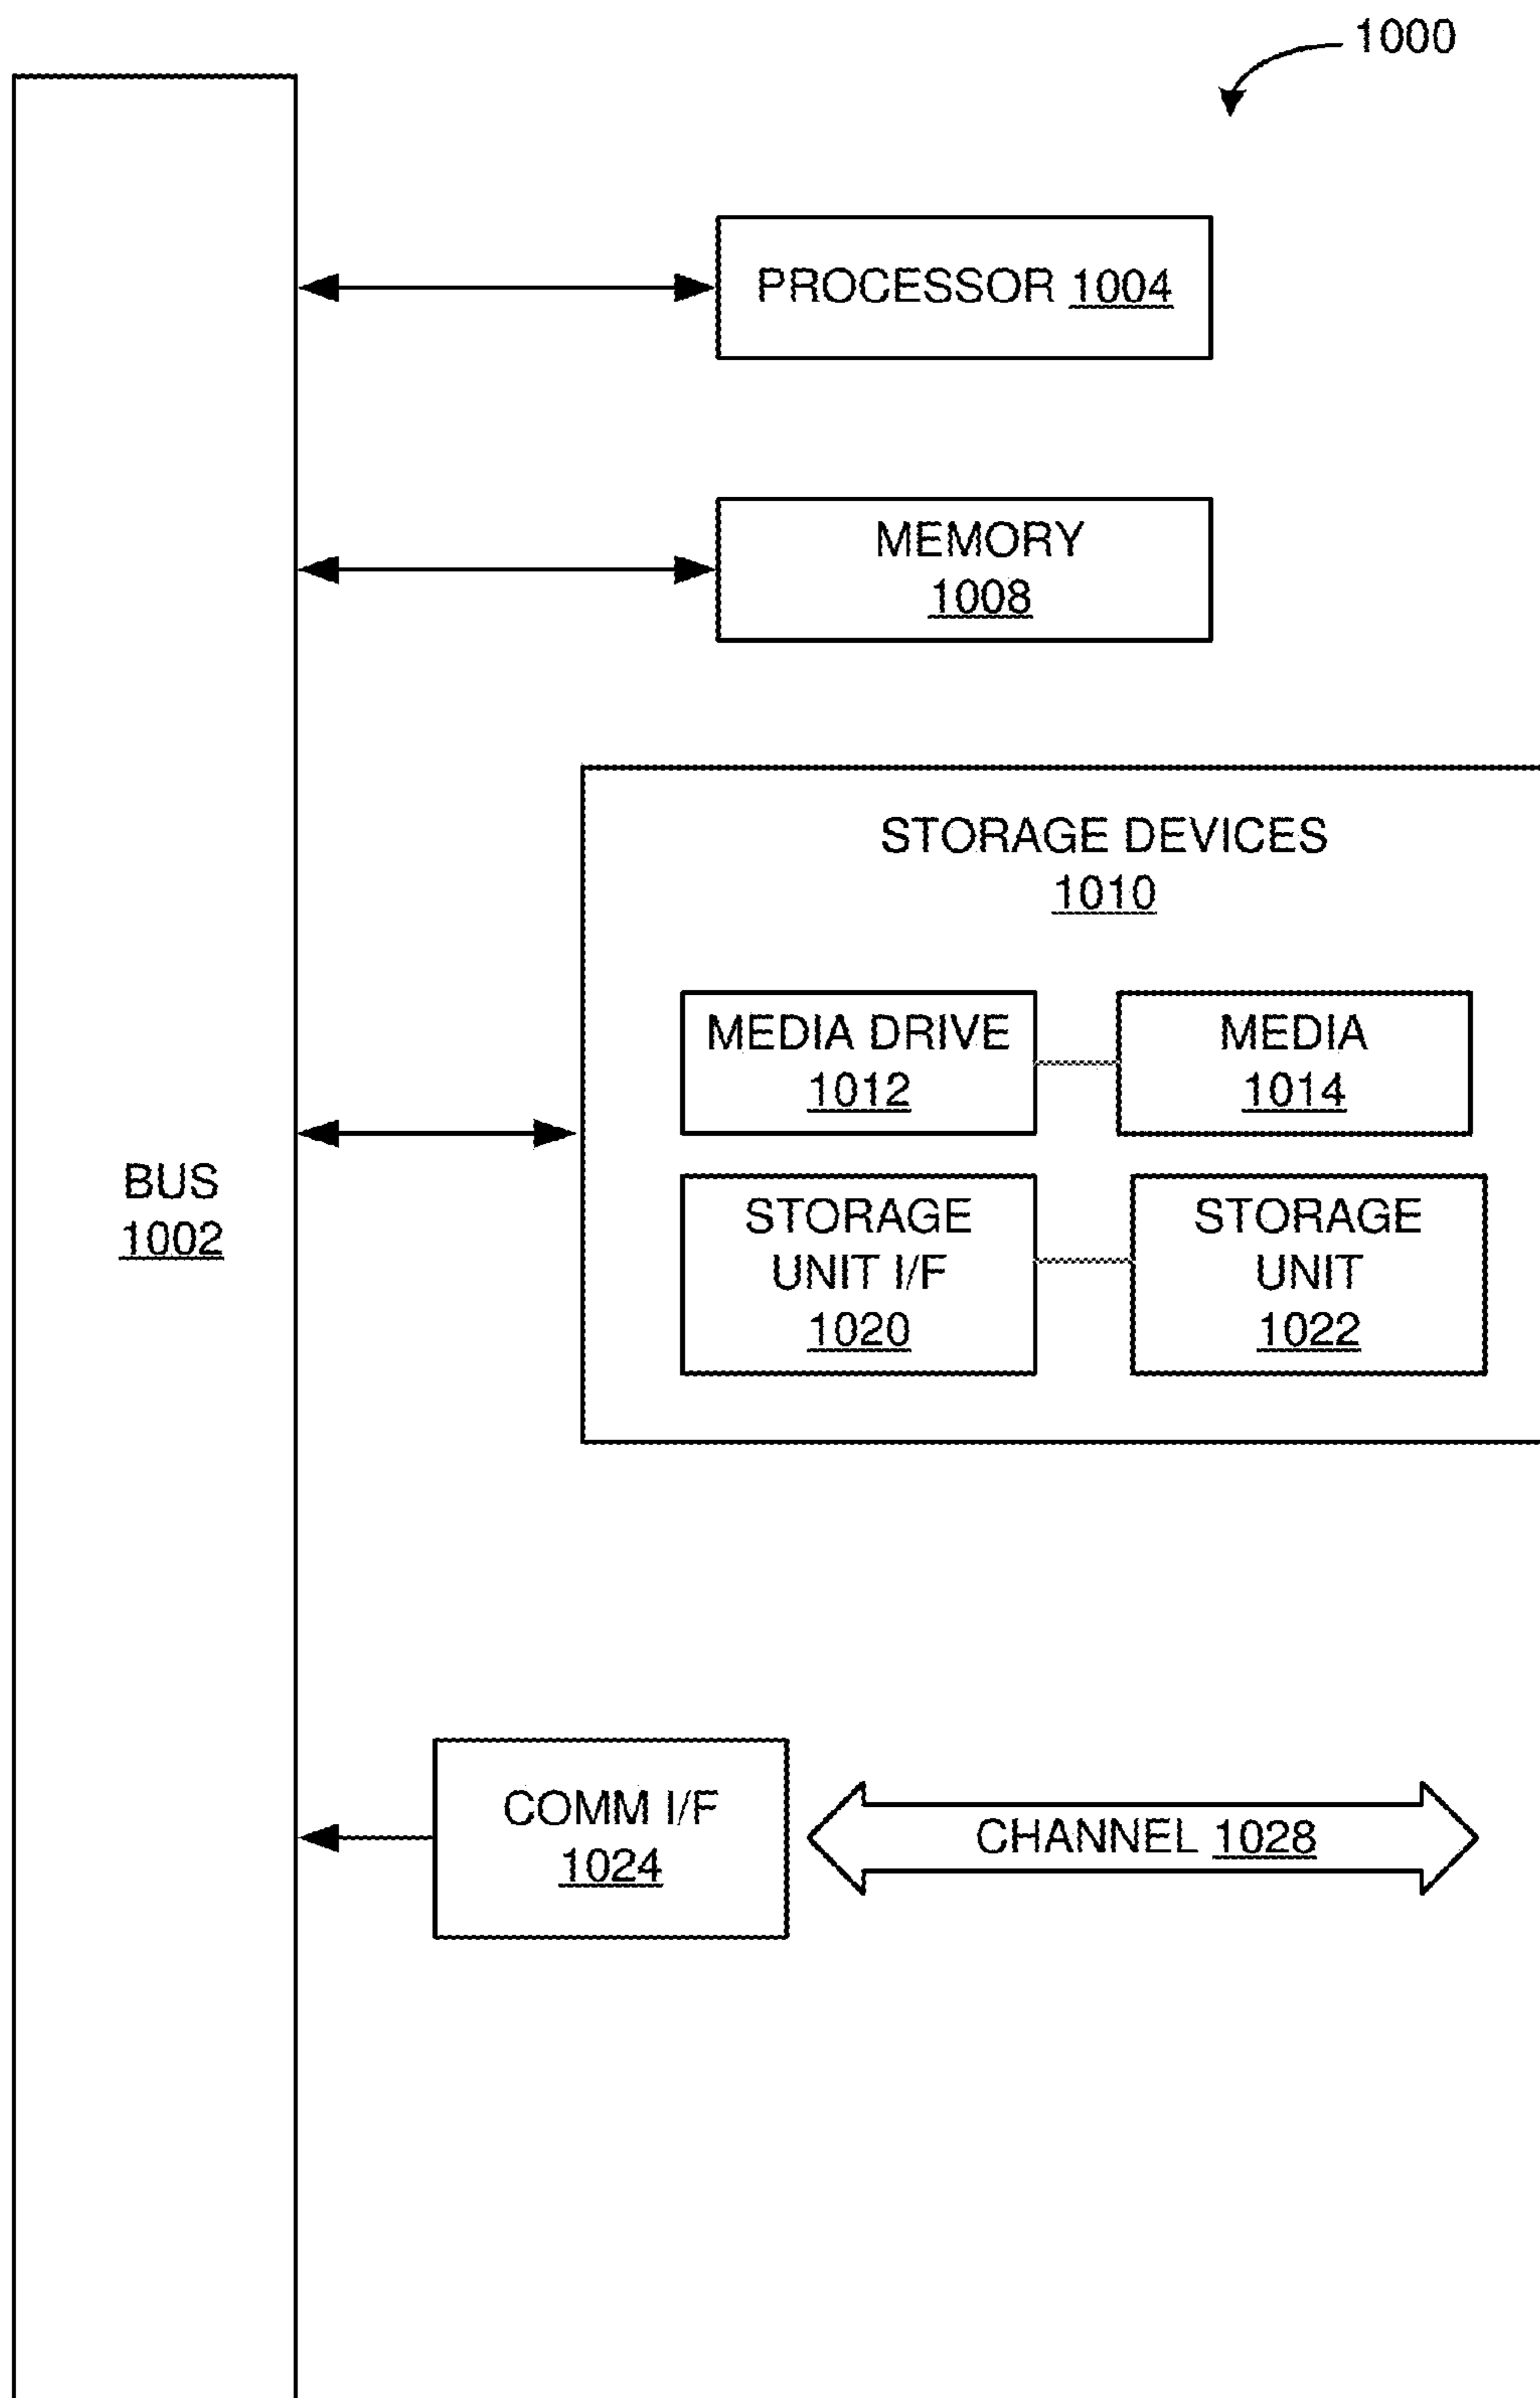 1000
PROCESSOR 1004
MEMORY
1008
STORAGE DEVICES
1010
MEDIA DRIVE
1012
MEDIA
1014
BUS
1002
STORAGE
UNIT I/F
1020
STORAGE
UNIT
1022
COMM I/F
1024
CHANNEL 1028